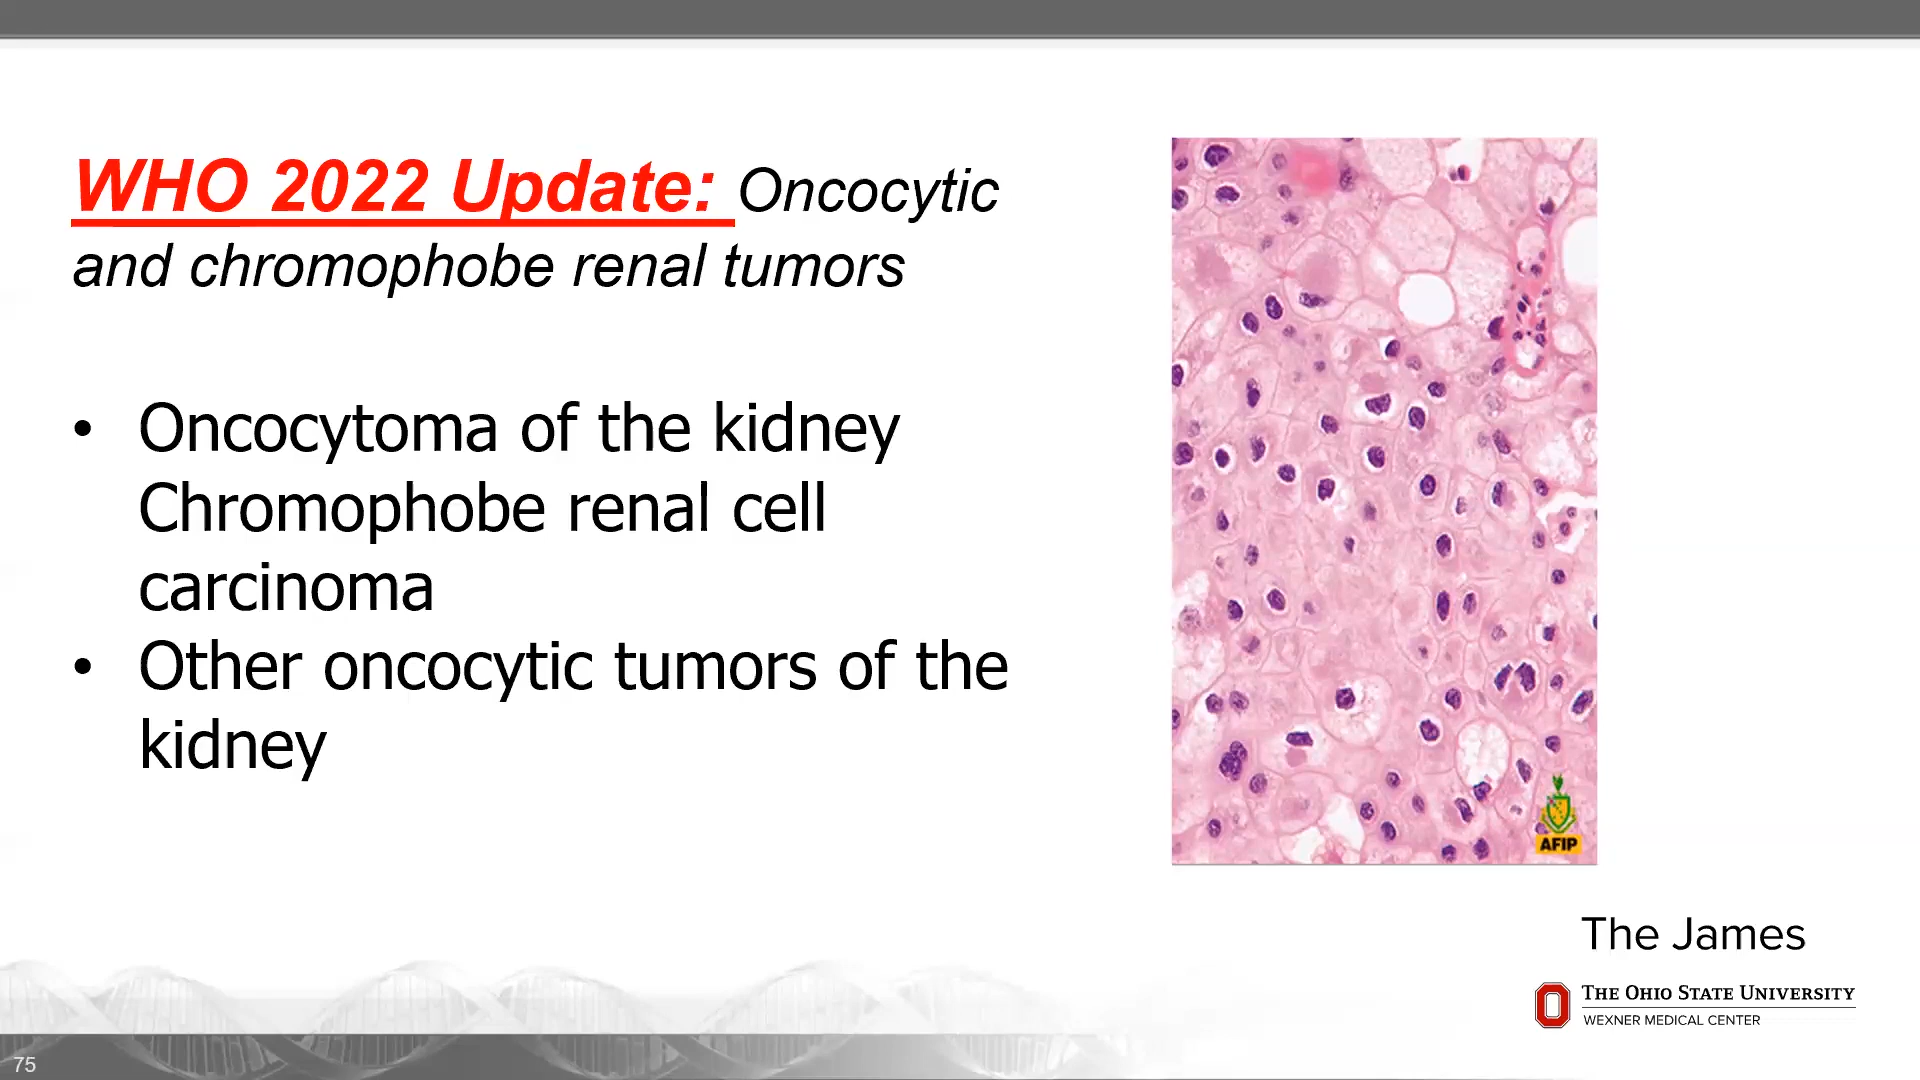 WHO 2022 Update: Oncocytic
and chromophobe renal tumors
• Oncocytoma of the kidney
Chromophobe renal cell
carcinoma
• Other oncocytic tumors of the
kidney
AFIP
The James
THE OHIO STATE UNIVERSITY
WEXNER MEDICAL CENTER
75